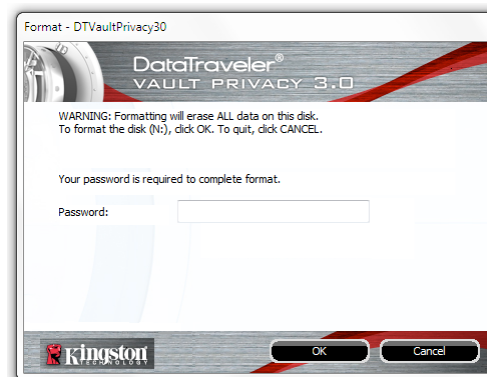 Format - DTVaultPrivacy30
DataTraveler®
VAULT PRIVACY 3.0
WARNING: Formatting will erase ALL data on this disk.
To format the disk (N:), click OK. To quit, click CANCEL.
Your password is required to complete format.
Password:
Kingston
TECHNOLOGY
OK Cancel